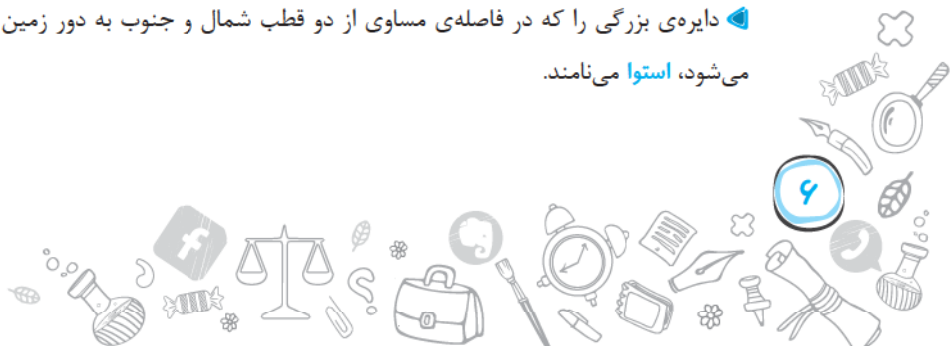 دایره‌ی بزرگی را که در فاصله‌ی مساوی از دو قطب شمال و جنوب به دور زمین
می‌شود، استوا می‌نامند.
۶